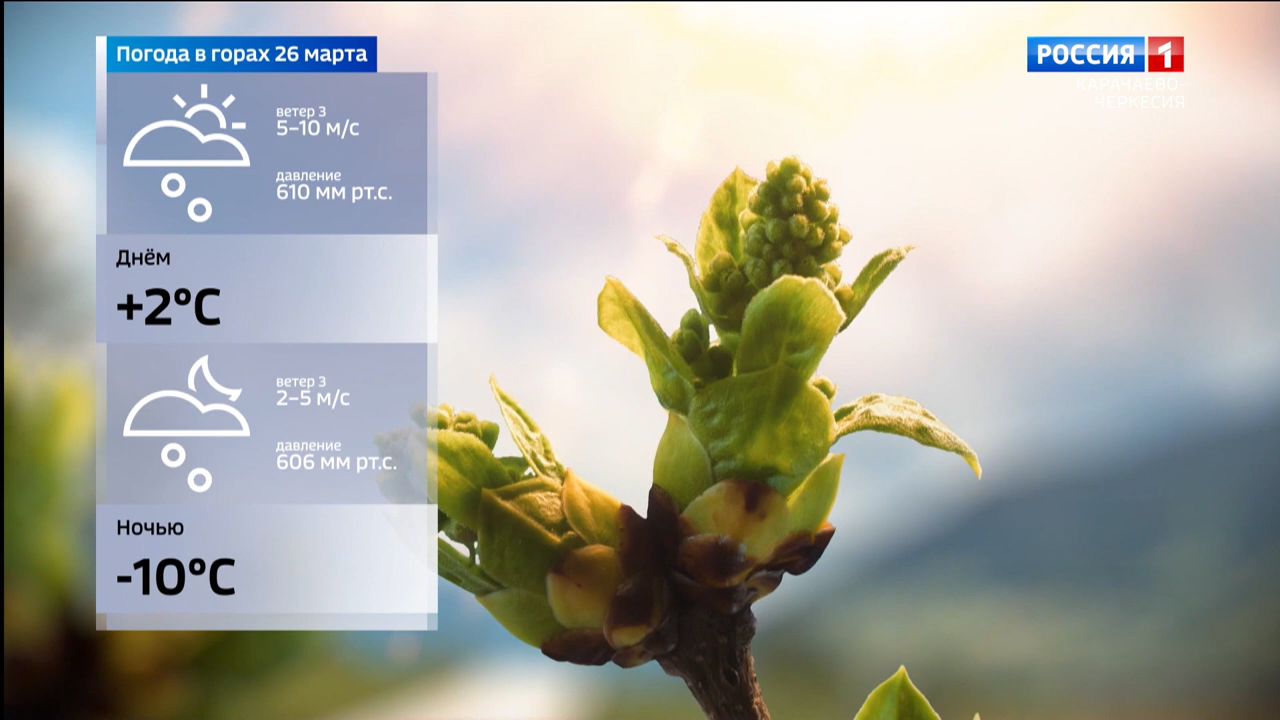 Погода в горах 26 марта
РОССИЯ 1
КАРАЧАЕВО-
ЧЕРКЕСИЯ
ветер З
5–10 м/с
давление
610 мм рт.с.
Днём
+2°C
ветер З
2–5 м/с
давление
606 мм рт.с.
Ночью
-10°C